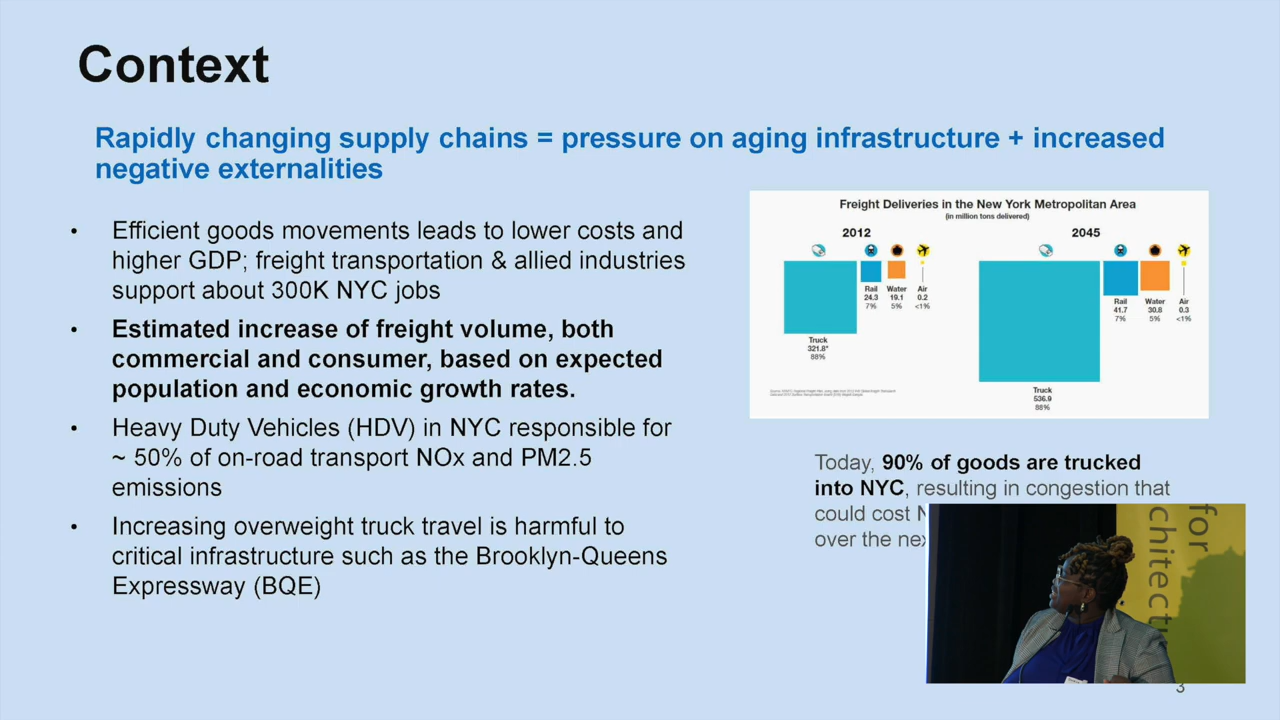 Context
Rapidly changing supply chains = pressure on aging infrastructure + increased
negative externalities
• Efficient goods movements leads to lower costs and
higher GDP; freight transportation & allied industries
support about 300K NYC jobs
• Estimated increase of freight volume, both
commercial and consumer, based on expected
population and economic growth rates.
• Heavy Duty Vehicles (HDV) in NYC responsible for
~ 50% of on-road transport NOx and PM2.5
emissions
• Increasing overweight truck travel is harmful to
critical infrastructure such as the Brooklyn-Queens
Expressway (BQE)
Freight Deliveries in the New York Metropolitan Area
(in million tons delivered)
2012
Truck
321.8*
88%
Rail
24.3
7%
Water
19.1
5%
Air
0.2
<1%
2045
Truck
536.9
88%
Rail
41.7
7%
Water
30.8
5%
Air
0.3
<1%
Today, 90% of goods are trucked
into NYC, resulting in congestion that
could cost
over the
for
3